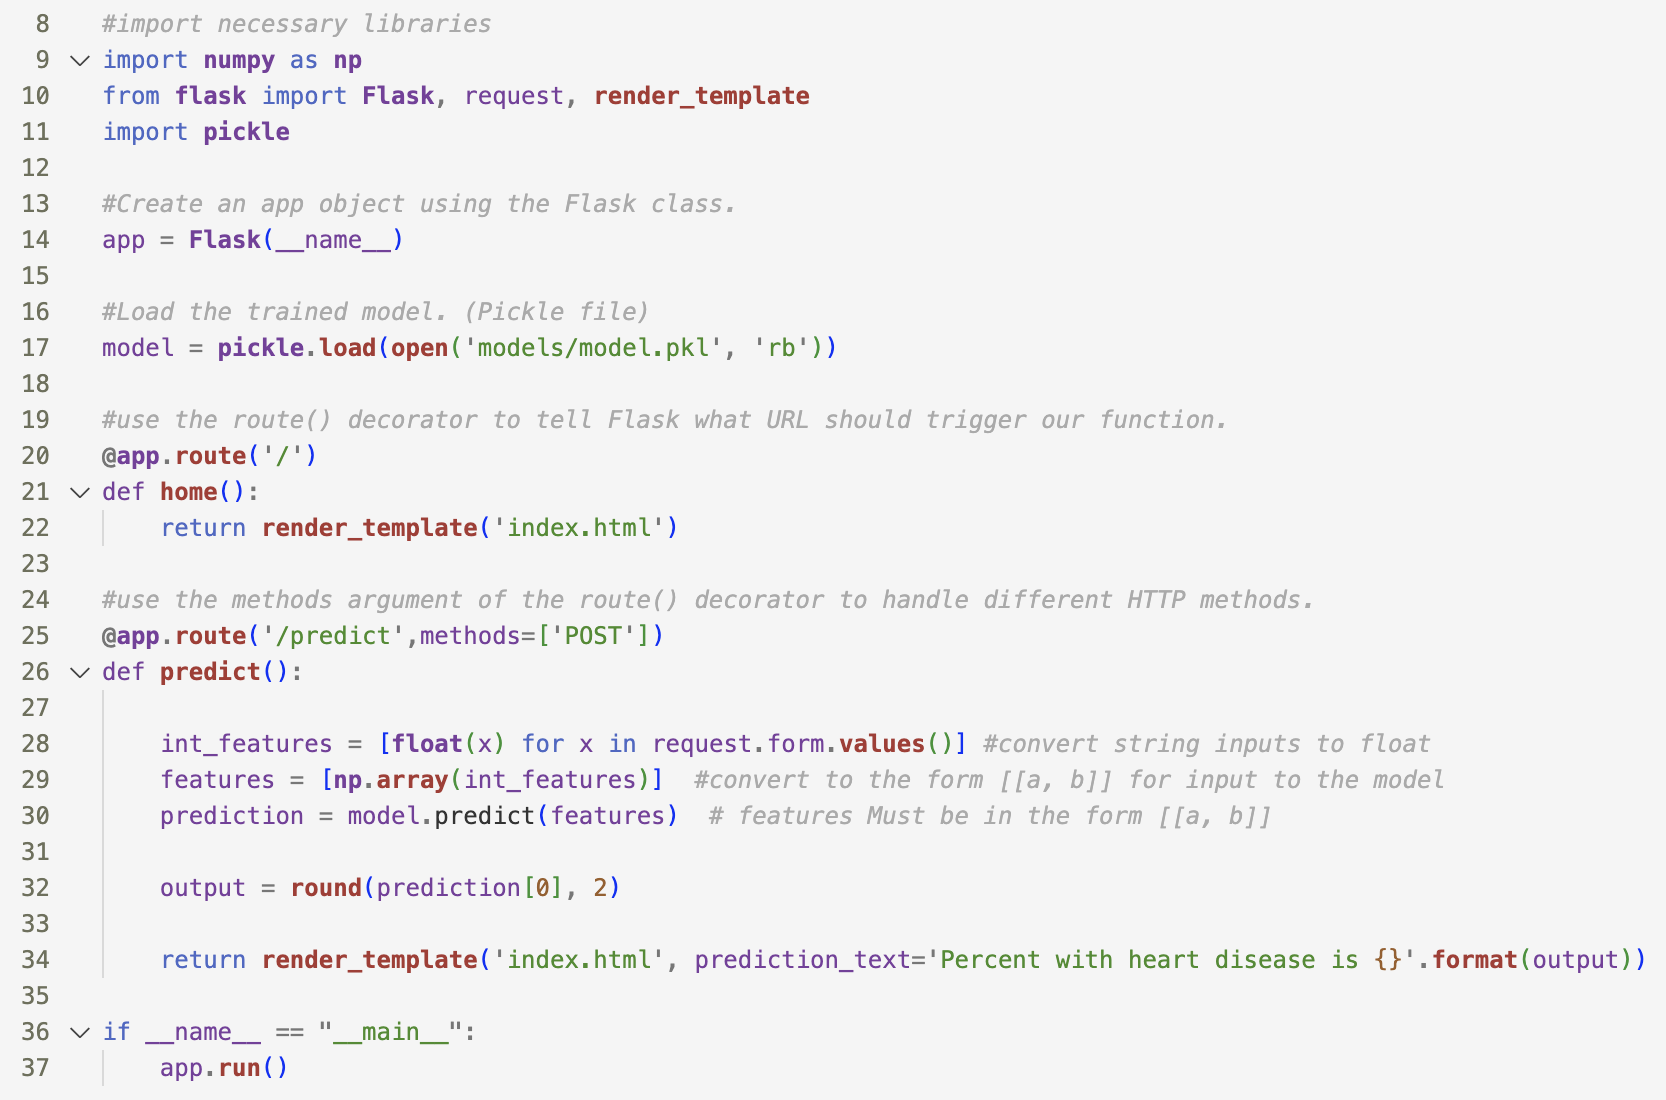 8 #import necessary libraries
9 import numpy as np
10 from flask import Flask, request, render_template
11 import pickle
12
13 #Create an app object using the Flask class.
14 app = Flask(__name__)
15
16 #Load the trained model. (Pickle file)
17 model = pickle.load(open('models/model.pkl', 'rb'))
18
19 #use the route() decorator to tell Flask what URL should trigger our function.
20 @app.route('/')
21 def home():
22     return render_template('index.html')
23
24 #use the methods argument of the route() decorator to handle different HTTP methods.
25 @app.route('/predict',methods=['POST'])
26 def predict():
27
28     int_features = [float(x) for x in request.form.values()] #convert string inputs to float
29     features = [np.array(int_features)]  #convert to the form [[a, b]] for input to the model
30     prediction = model.predict(features)  # features Must be in the form [[a, b]]
31
32     output = round(prediction[0], 2)
33
34     return render_template('index.html', prediction_text='Percent with heart disease is {}'.format(output))
35
36 if __name__ == "__main__":
37     app.run()